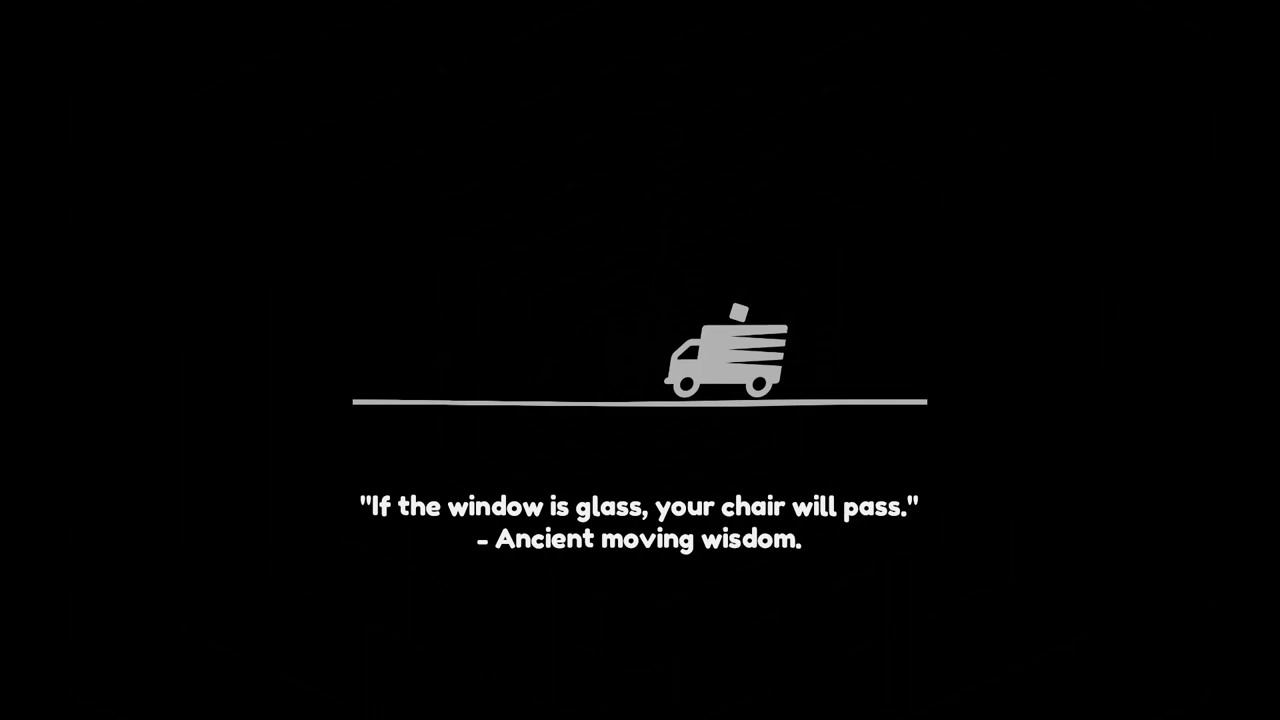 "If the window is glass, your chair will pass."
- Ancient moving wisdom.